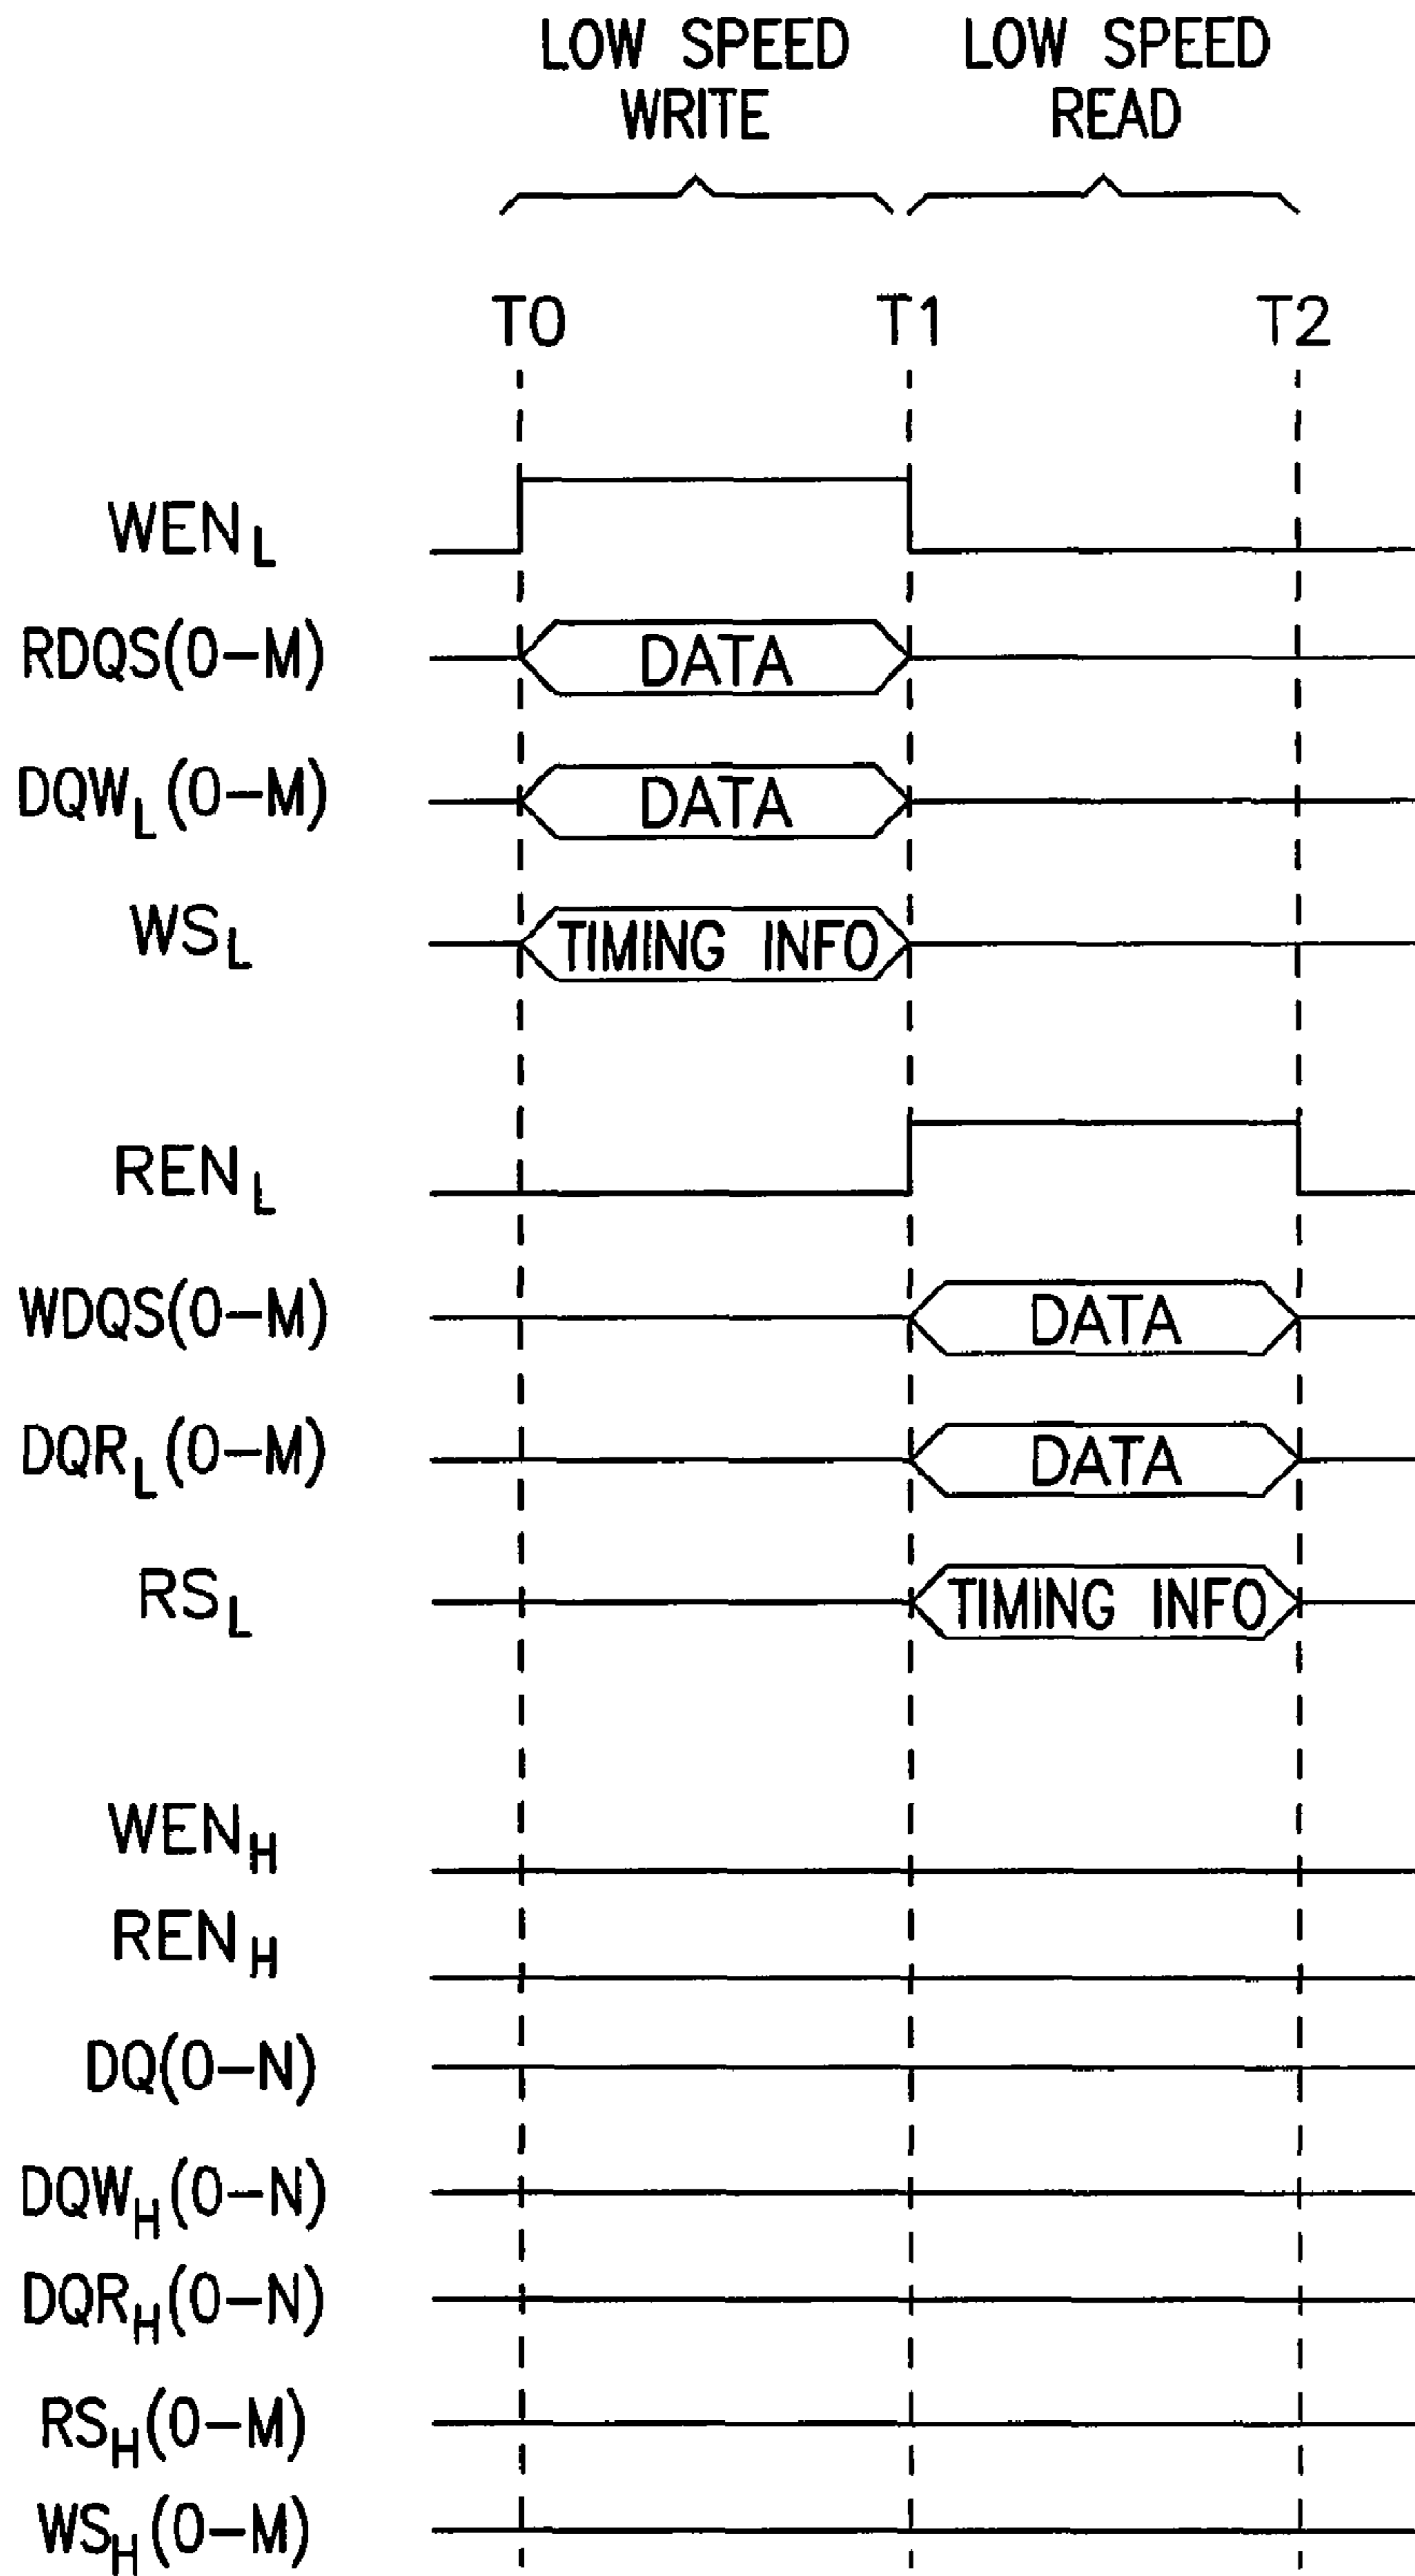 LOW SPEED LOW SPEED
WRITE READ
T0 T1 T2
WEN_L
RDQS(0-M) DATA
DQW_L(0-M) DATA
WS_L TIMING INFO
REN_L
WDQS(0-M) DATA
DQR_L(0-M) DATA
RS_L TIMING INFO
WEN_H
REN_H
DQ(0-N)
DQW_H(0-N)
DQR_H(0-N)
RS_H(0-M)
WS_H(0-M)